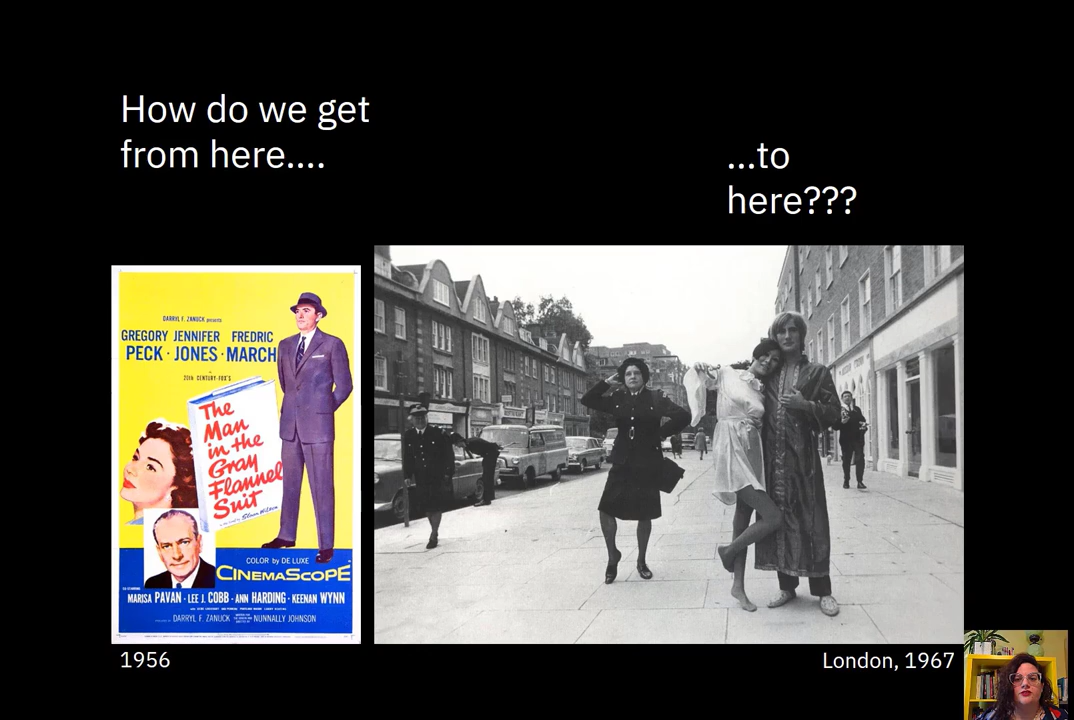 How do we get
from here....
...to
here???
DARRYL F. ZANUCK presents
GREGORY JENNIFER FREDRIC
PECK · JONES · MARCH
20TH CENTURY-FOX'S
The
Man
in the
Gray
Flannel
Suit
COLOR by DE LUXE
CINEMASCOPE
MARISA PAVAN · LEE J. COBB · ANN HARDING · KEENAN WYNN
DARRYL F. ZANUCK
NUNNALLY JOHNSON
1956
London, 1967